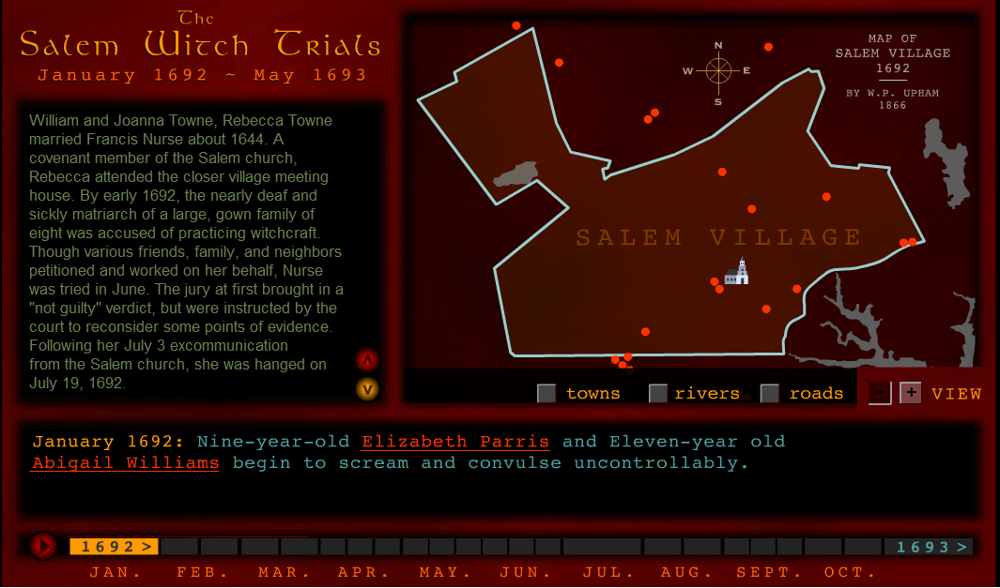 The
Salem Witch Trials
January 1692 ~ May 1693
William and Joanna Towne, Rebecca Towne
married Francis Nurse about 1644. A
covenant member of the Salem church,
Rebecca attended the closer village meeting
house. By early 1692, the nearly deaf and
sickly matriarch of a large, gown family of
eight was accused of practicing witchcraft.
Though various friends, family, and neighbors
petitioned and worked on her behalf, Nurse
was tried in June. The jury at first brought in a
"not guilty" verdict, but were instructed by the
court to reconsider some points of evidence.
Following her July 3 excommunication
from the Salem church, she was hanged on
July 19, 1692.
MAP OF
SALEM VILLAGE
1692
BY W.P. UPHAM
1866
N
W E
S
SALEM VILLAGE
towns rivers roads - + VIEW
January 1692: Nine-year-old Elizabeth Parris and Eleven-year old
Abigail Williams begin to scream and convulse uncontrollably.
1692 > 1693 >
JAN. FEB. MAR. APR. MAY. JUN. JUL. AUG. SEPT. OCT.